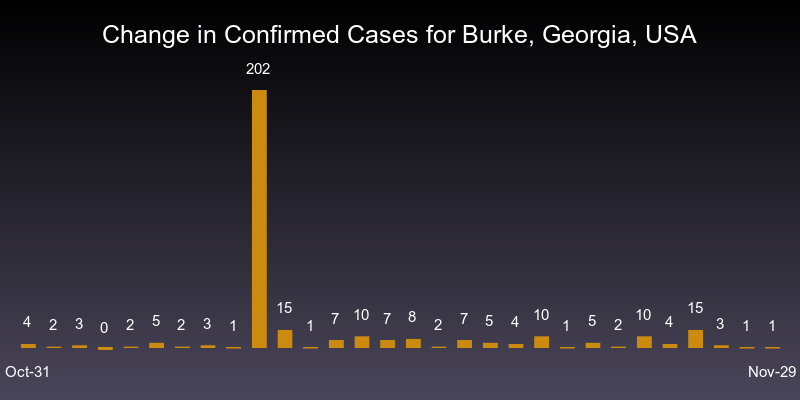 Change in Confirmed Cases for Burke, Georgia, USA
202
4 2 3 0 2 5 2 3 1 15 1 7 10 7 8 2 7 5 4 10 1 5 2 10 4 15 3 1 1
Oct-31 Nov-29